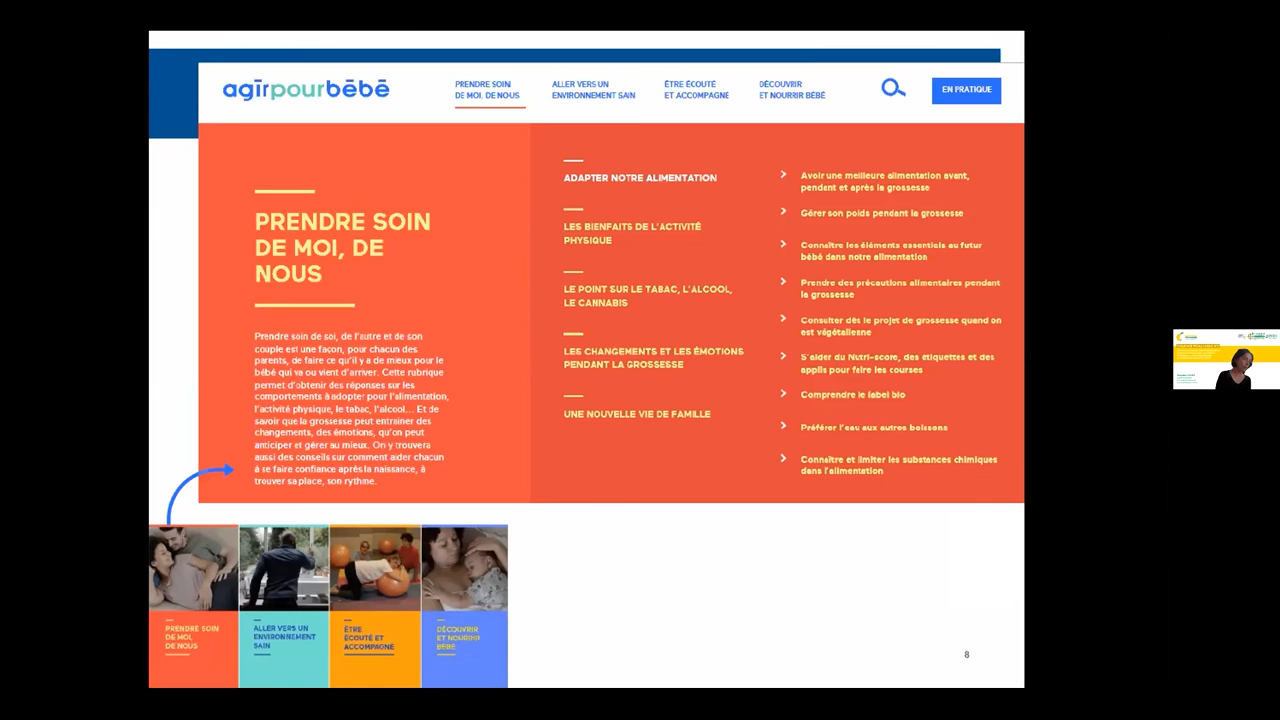 agirpourbébé
PRENDRE SOIN
DE MOI, DE NOUS
ALLER VERS UN
ENVIRONNEMENT SAIN
ÊTRE ÉCOUTÉ
ET ACCOMPAGNÉ
DÉCOUVRIR
ET NOURRIR BÉBÉ
EN PRATIQUE
PRENDRE SOIN
DE MOI, DE
NOUS
Prendre soin de soi, de l'autre et de son
couple est une façon, pour chacun des
parents, de faire ce qu'il y a de mieux pour le
bébé qui va ou vient d'arriver. Cette rubrique
permet d'obtenir des réponses sur les
comportements à adopter pour l'alimentation,
l'activité physique, le tabac, l'alcool... Et de
savoir que la grossesse peut entrainer des
changements, des émotions, qu'on peut
anticiper et gérer au mieux. On y trouvera
aussi des conseils sur comment aider chacun
à se faire confiance après la naissance, à
trouver sa place, son rythme.
ADAPTER NOTRE ALIMENTATION
LES BIENFAITS DE L'ACTIVITÉ
PHYSIQUE
LE POINT SUR LE TABAC, L'ALCOOL,
LE CANNABIS
LES CHANGEMENTS ET LES ÉMOTIONS
PENDANT LA GROSSESSE
UNE NOUVELLE VIE DE FAMILLE
Avoir une meilleure alimentation avant,
pendant et après la grossesse
Gérer son poids pendant la grossesse
Connaître les éléments essentiels au futur
bébé dans notre alimentation
Prendre des précautions alimentaires pendant
la grossesse
Consulter dès le projet de grossesse quand on
est végétalienne
S'aider du Nutri-score, des étiquettes et des
applis pour faire les courses
Comprendre le label bio
Préférer l'eau aux autres boissons
Connaître et limiter les substances chimiques
dans l'alimentation
PRENDRE SOIN
DE MOI,
DE NOUS
ALLER VERS UN
ENVIRONNEMENT
SAIN
ÊTRE
ÉCOUTÉ ET
ACCOMPAGNÉ
DÉCOUVRIR
ET NOURRIR
BÉBÉ
8